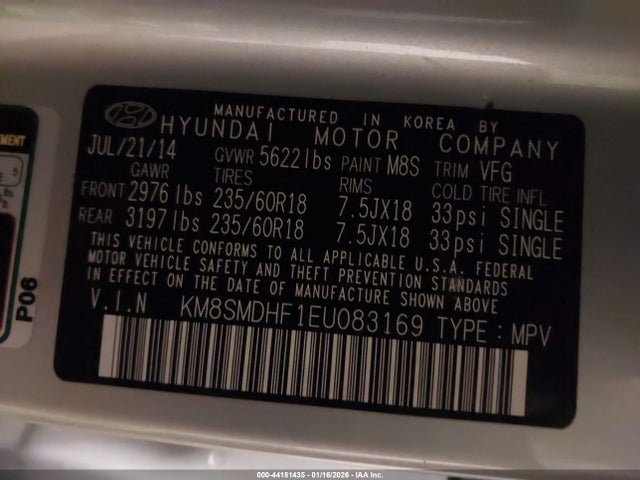 MANUFACTURED IN KOREA BY
HYUNDAI MOTOR COMPANY
JUL/21/14 GVWR 5622lbs PAINT M8S TRIM VFG
GAWR TIRES RIMS COLD TIRE INFL
FRONT 2976lbs 235/60R18 7.5JX18 33psi SINGLE
REAR 3197lbs 235/60R18 7.5JX18 33psi SINGLE
THIS VEHICLE CONFORMS TO ALL APPLICABLE U.S.A. FEDERAL
MOTOR VEHICLE SAFETY AND THEFT PREVENTION STANDARDS
IN EFFECT ON THE DATE OF MANUFACTURE SHOWN ABOVE
V.I.N KM8SMDHF1EU083169 TYPE : MPV
P06
000-44181435 - 01/16/2026 - IAA Inc.